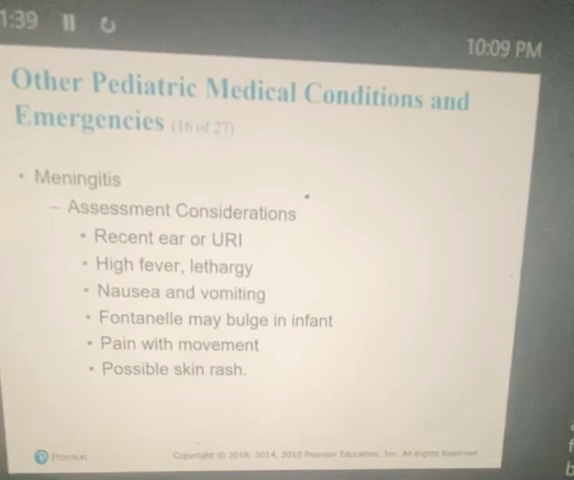 1:39
10:09 PM
Other Pediatric Medical Conditions and
Emergencies (16 of 27)
• Meningitis
– Assessment Considerations
• Recent ear or URI
• High fever, lethargy
• Nausea and vomiting
• Fontanelle may bulge in infant
• Pain with movement
• Possible skin rash.
Pearson
Copyright © 2018, 2014, 2010 Pearson Education, Inc. All Rights Reserved